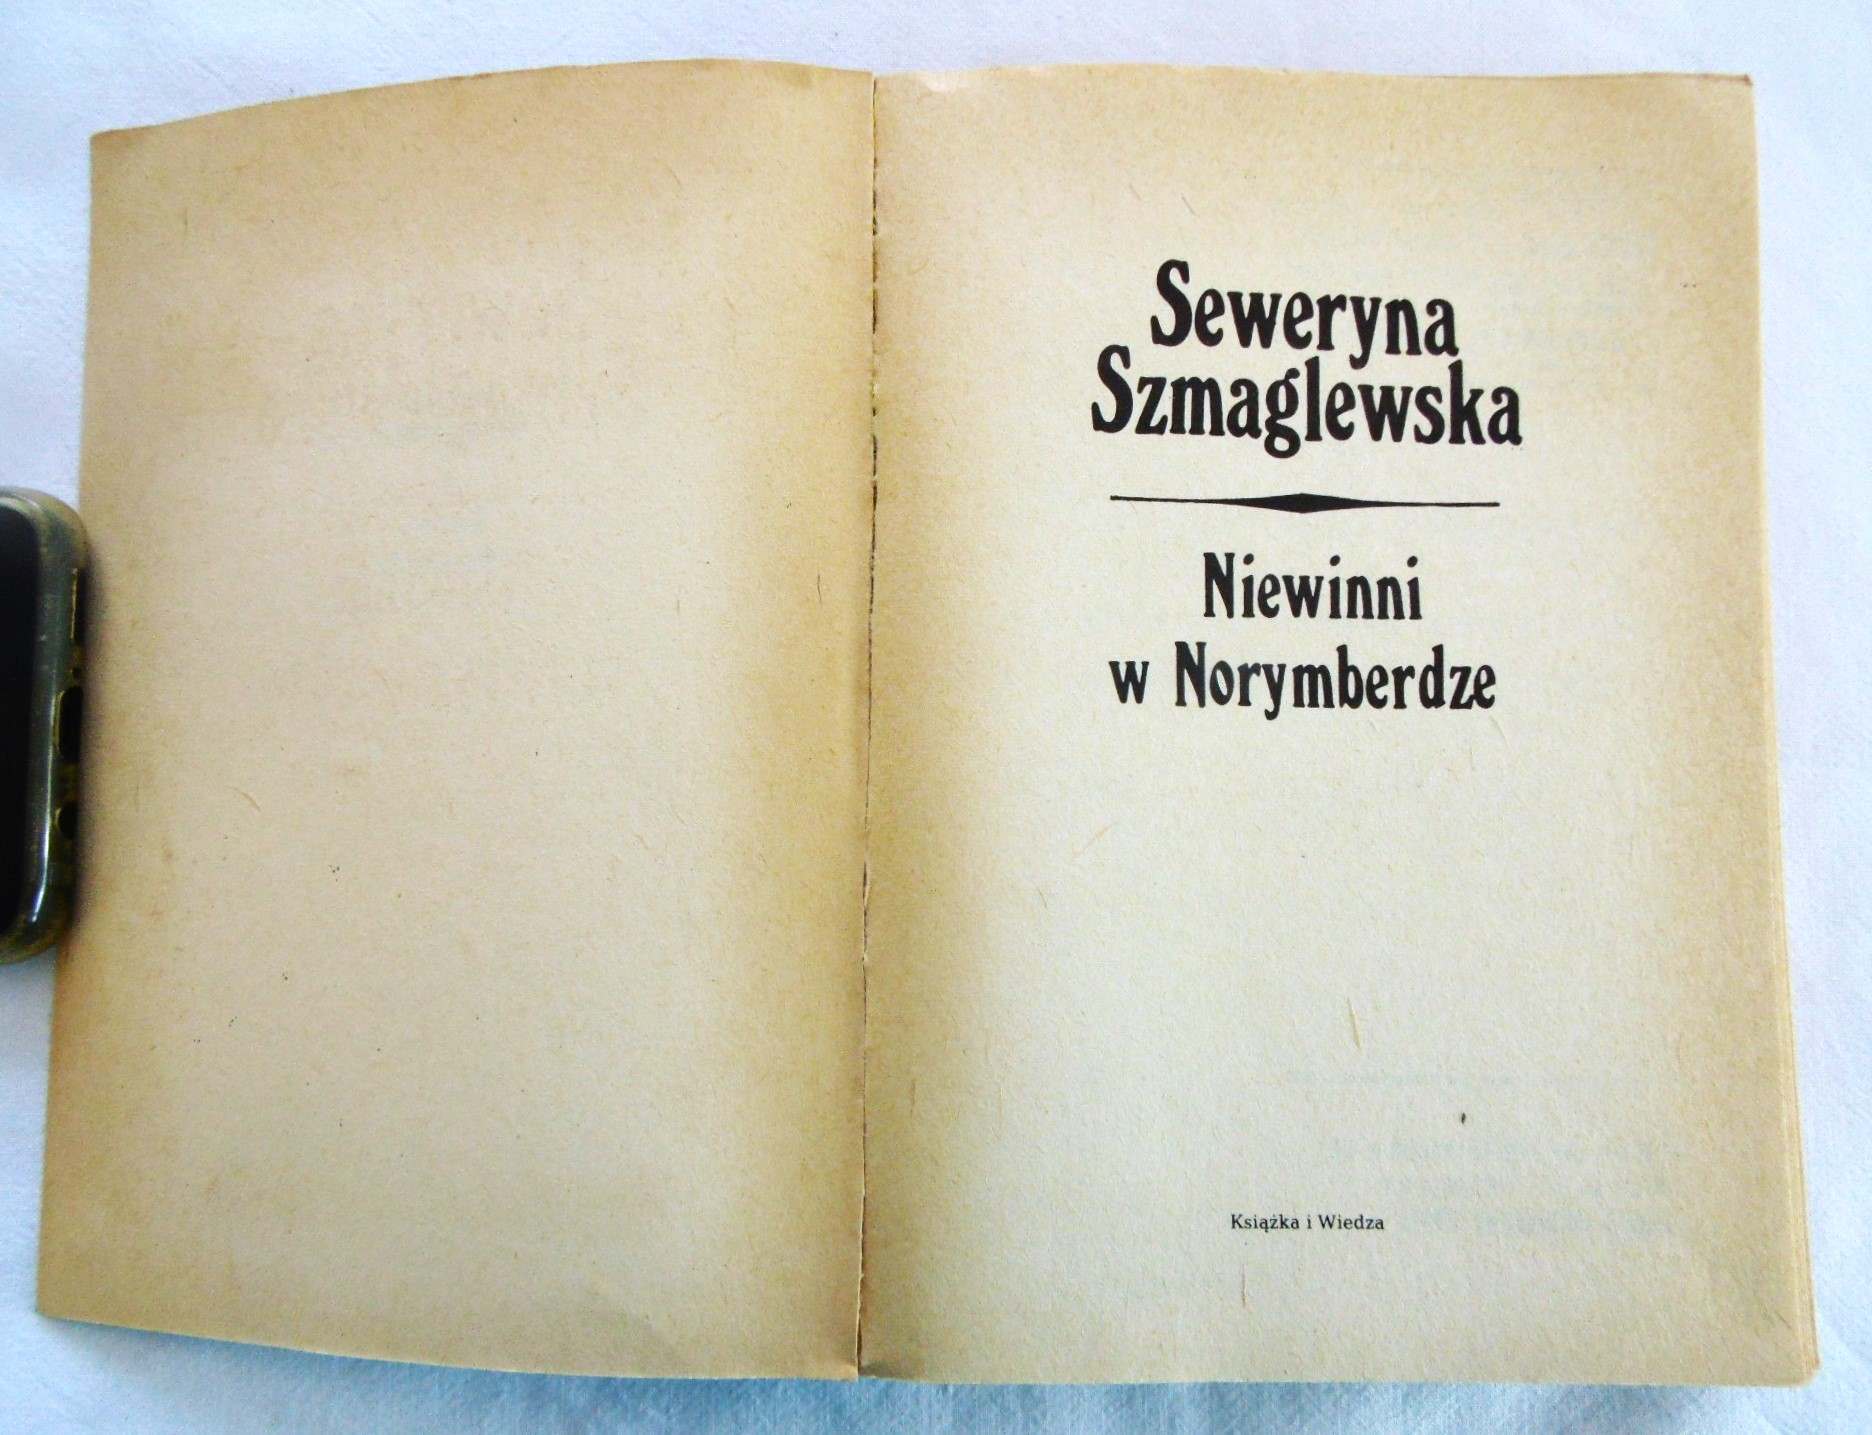 Seweryna
Szmaglewska
Niewinni
w Norymberdze
Książka i Wiedza